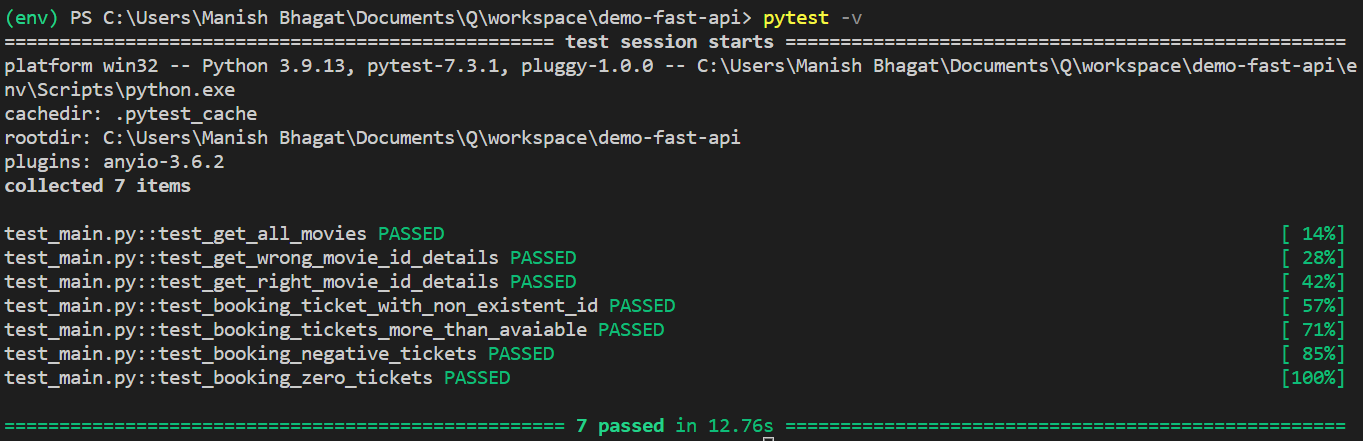 (env) PS C:\Users\Manish Bhagat\Documents\Q\workspace\demo-fast-api> pytest -v
================================================== test session starts ===================================================
platform win32 -- Python 3.9.13, pytest-7.3.1, pluggy-1.0.0 -- C:\Users\Manish Bhagat\Documents\Q\workspace\demo-fast-api\e
nv\Scripts\python.exe
cachedir: .pytest_cache
rootdir: C:\Users\Manish Bhagat\Documents\Q\workspace\demo-fast-api
plugins: anyio-3.6.2
collected 7 items
test_main.py::test_get_all_movies PASSED [ 14%]
test_main.py::test_get_wrong_movie_id_details PASSED [ 28%]
test_main.py::test_get_right_movie_id_details PASSED [ 42%]
test_main.py::test_booking_ticket_with_non_existent_id PASSED [ 57%]
test_main.py::test_booking_tickets_more_than_avaiable PASSED [ 71%]
test_main.py::test_booking_negative_tickets PASSED [ 85%]
test_main.py::test_booking_zero_tickets PASSED [100%]
=================================================== 7 passed in 12.76s ===================================================